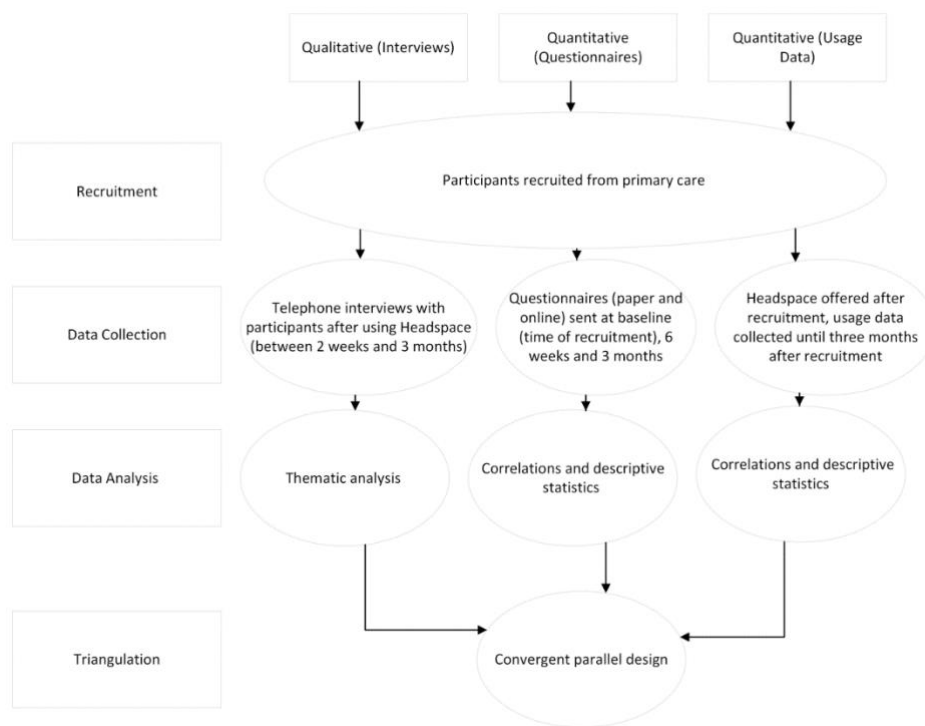 Qualitative (Interviews)
Quantitative
(Questionnaires)
Quantitative (Usage
Data)
Recruitment
Participants recruited from primary care
Data Collection
Telephone interviews with
participants after using Headspace
(between 2 weeks and 3 months)
Questionnaires (paper and
online) sent at baseline
(time of recruitment), 6
weeks and 3 months
Headspace offered after
recruitment, usage data
collected until three months
after recruitment
Data Analysis
Thematic analysis
Correlations and descriptive
statistics
Correlations and descriptive
statistics
Triangulation
Convergent parallel design